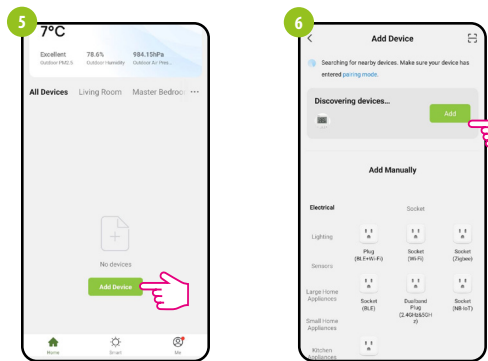 5
7°C
Excellent 78.6% 984.15hPa
Outdoor PM2.5 Outdoor Humidity Outdoor Air Pres...
All Devices Living Room Master Bedroo
No devices
Add Device
Home Smart Me
6
Add Device
Searching for nearby devices. Make sure your device has
entered pairing mode.
Discovering devices...
Add
Add Manually
Electrical
Lighting
Sensors
Large Home
Appliances
Small Home
Appliances
Kitchen
Appliances
Socket
Plug
(BLE+Wi-Fi)
Socket
(Wi-Fi)
Socket
(Zigbee)
Socket
(BLE)
Dualband
Plug
(2.4GHz&5GH
z)
Socket
(NB-IoT)